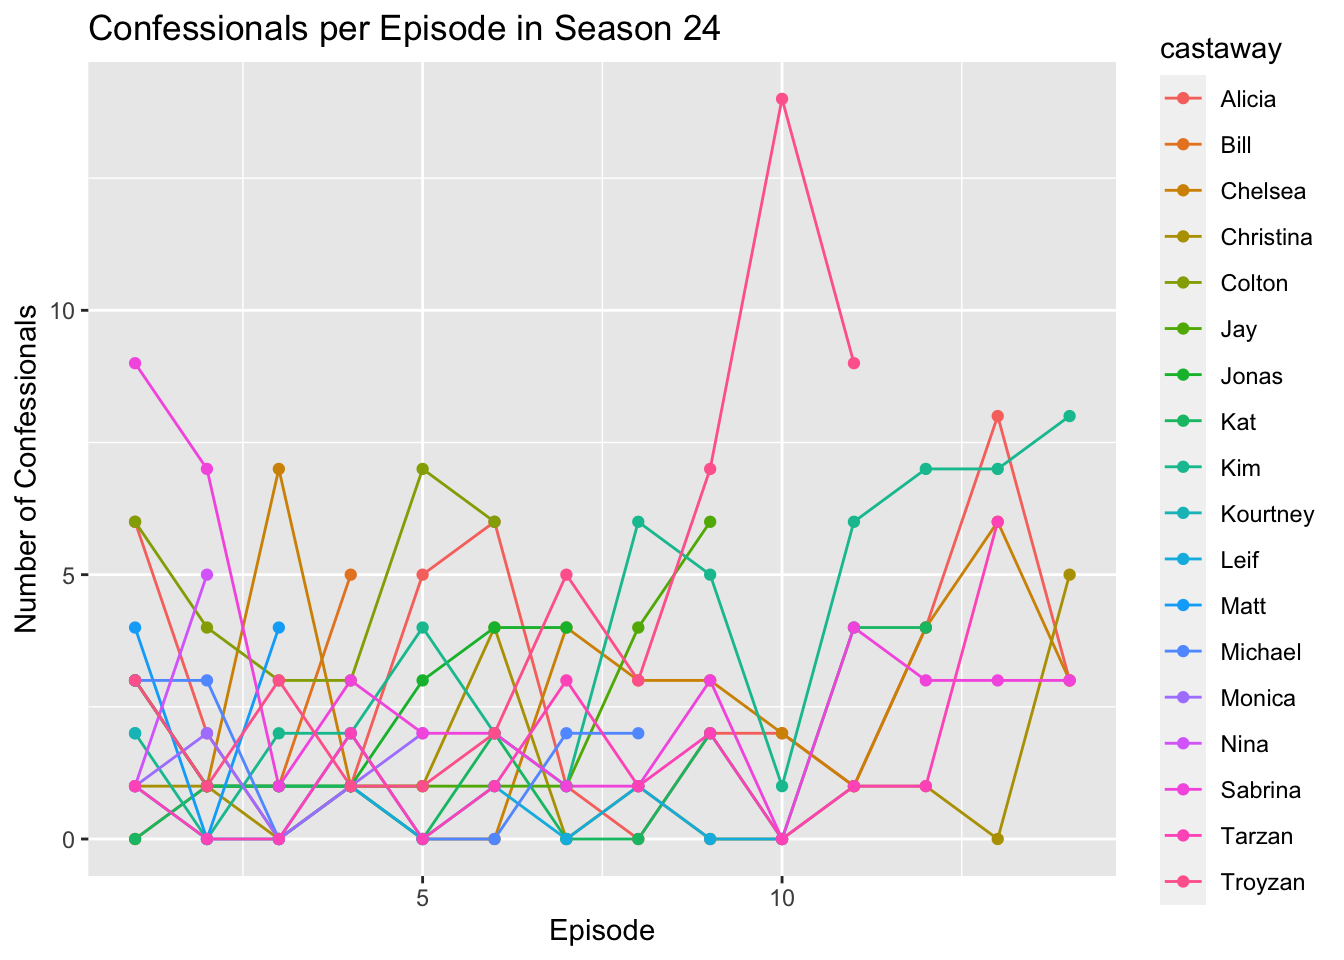 Confessionals per Episode in Season 24
Number of Confessionals
10
5
0
5
10
Episode
castaway
Alicia
Bill
Chelsea
Christina
Colton
Jay
Jonas
Kat
Kim
Kourtney
Leif
Matt
Michael
Monica
Nina
Sabrina
Tarzan
Troyzan